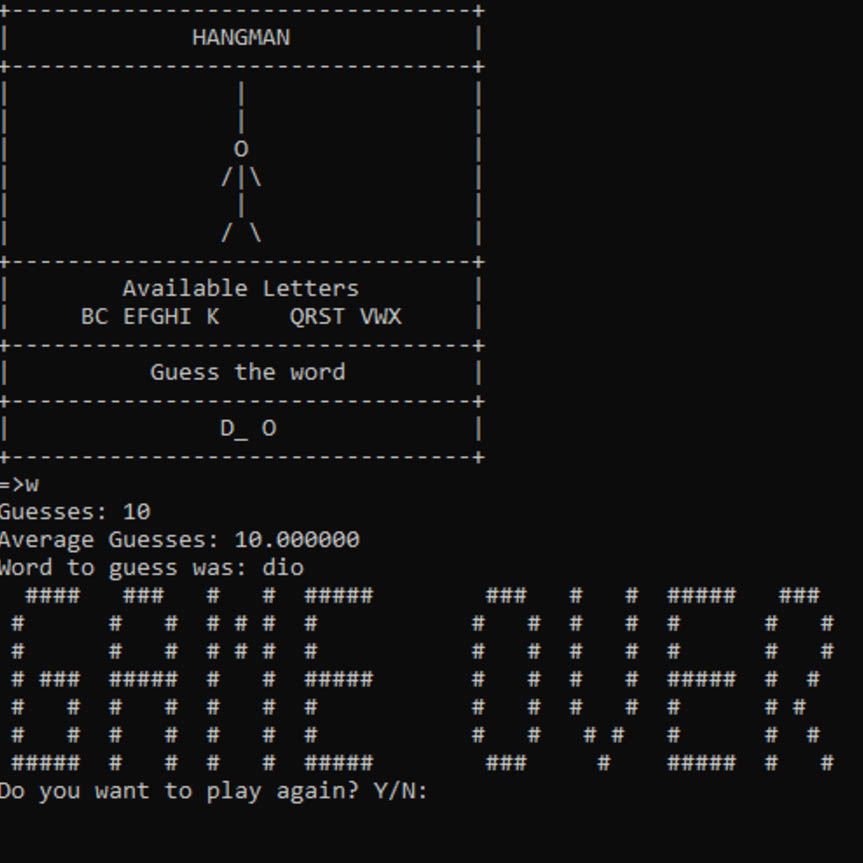 HANGMAN
Available Letters
BC EFGHI K     QRST VWX
Guess the word
D_ O
=>w
Guesses: 10
Average Guesses: 10.000000
Word to guess was: dio
GAME OVER
Do you want to play again? Y/N: